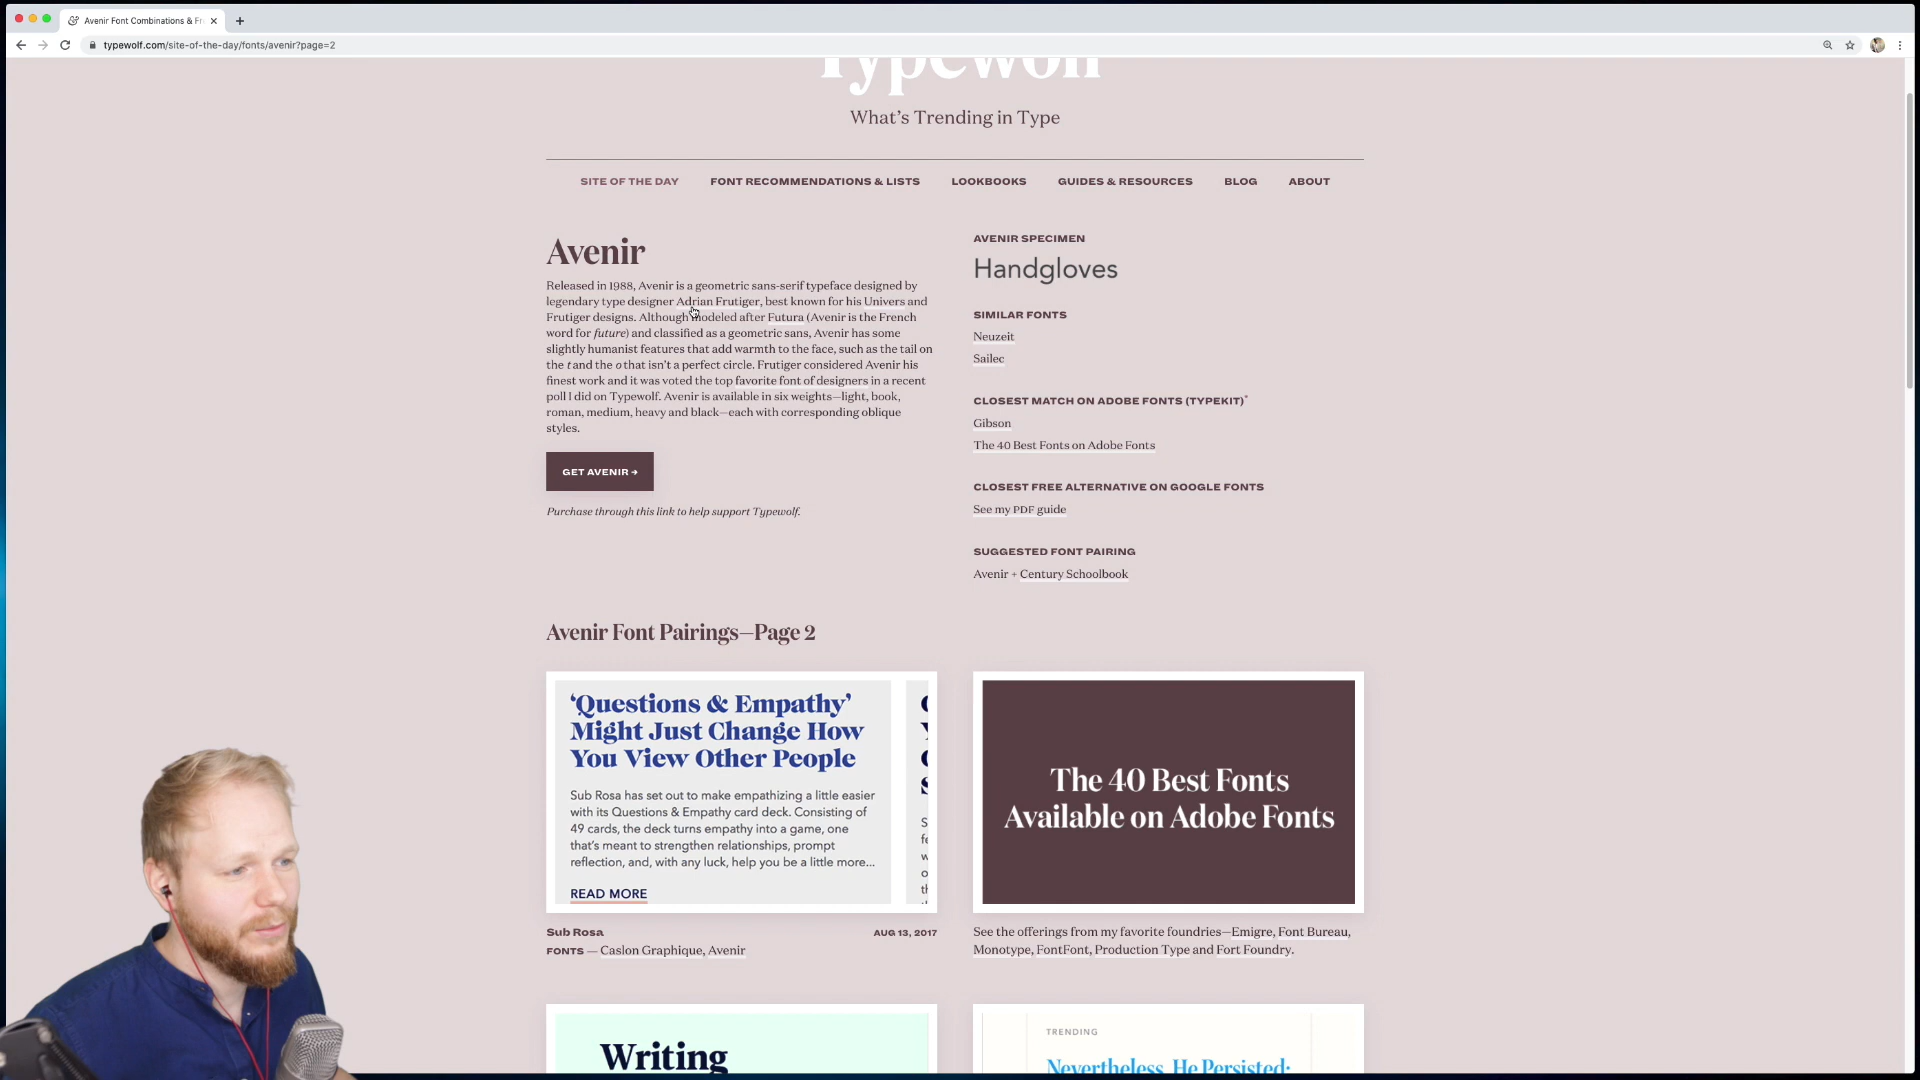 Avenir Font Combinations & Fr
typewolf.com/site-of-the-day/fonts/avenir?page=2
Typewolf
What's Trending in Type
SITE OF THE DAY
FONT RECOMMENDATIONS & LISTS
LOOKBOOKS
GUIDES & RESOURCES
BLOG
ABOUT
Avenir
Released in 1988, Avenir is a geometric sans-serif typeface designed by
legendary type designer Adrian Frutiger, best known for his Univers and
Frutiger designs. Although modeled after Futura (Avenir is the French
word for future) and classified as a geometric sans, Avenir has some
slightly humanist features that add warmth to the face, such as the tail on
the t and the o that isn't a perfect circle. Frutiger considered Avenir his
finest work and it was voted the top favorite font of designers in a recent
poll I did on Typewolf. Avenir is available in six weights—light, book,
roman, medium, heavy and black—each with corresponding oblique
styles.
GET AVENIR →
Purchase through this link to help support Typewolf.
AVENIR SPECIMEN
Handgloves
SIMILAR FONTS
Neuzeit
Sailec
CLOSEST MATCH ON ADOBE FONTS (TYPEKIT)*
Gibson
The 40 Best Fonts on Adobe Fonts
CLOSEST FREE ALTERNATIVE ON GOOGLE FONTS
See my PDF guide
SUGGESTED FONT PAIRING
Avenir + Century Schoolbook
Avenir Font Pairings—Page 2
‘Questions & Empathy’
Might Just Change How
You View Other People
Sub Rosa has set out to make empathizing a little easier
with its Questions & Empathy card deck. Consisting of
49 cards, the deck turns empathy into a game, one
that's meant to strengthen relationships, prompt
reflection, and, with any luck, help you be a little more...
READ MORE
Sub Rosa
AUG 13, 2017
FONTS — Caslon Graphique, Avenir
The 40 Best Fonts
Available on Adobe Fonts
See the offerings from my favorite foundries—Emigre, Font Bureau,
Monotype, FontFont, Production Type and Fort Foundry.
Writing
TRENDING
Nevertheless, He Persisted: